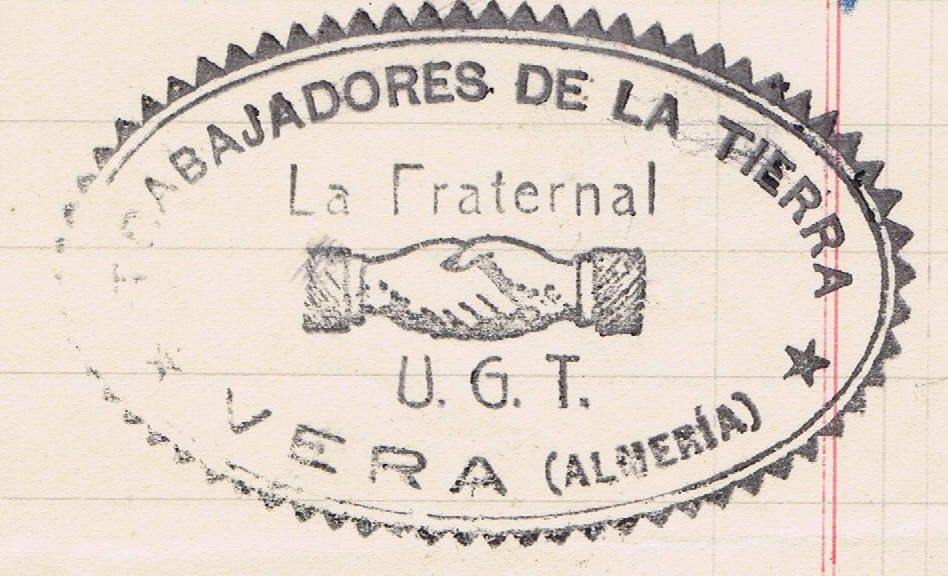 TRABAJADORES DE LA TIERRA
La Fraternal
U.G.T.
VERA (ALMERÍA)